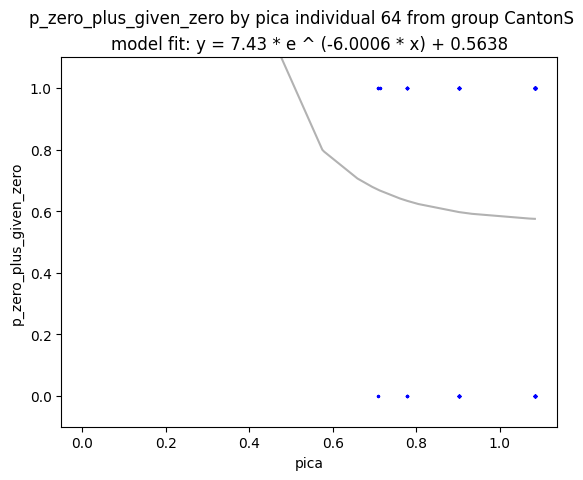 p_zero_plus_given_zero by pica individual 64 from group CantonS
model fit: y = 7.43 * e ^ (-6.0006 * x) + 0.5638
1.0
0.8
0.6
0.4
0.2
0.0
p_zero_plus_given_zero
0.0 0.2 0.4 0.6 0.8 1.0
pica